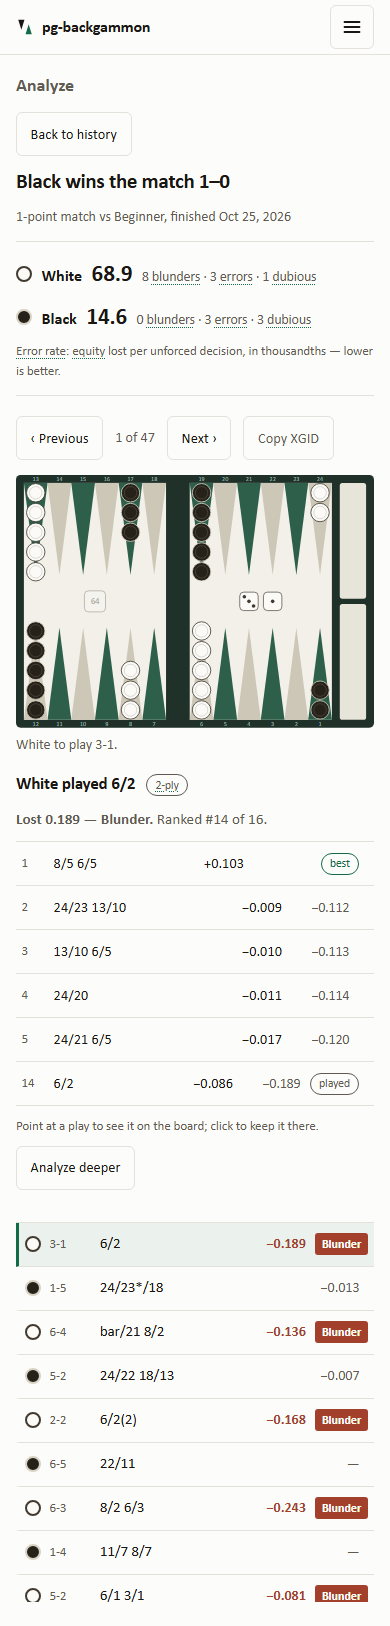 pg-backgammon
Analyze
Back to history
Black wins the match 1–0
1-point match vs Beginner, finished Oct 25, 2026
White 68.9 8 blunders · 3 errors · 1 dubious
Black 14.6 0 blunders · 3 errors · 3 dubious
Error rate: equity lost per unforced decision, in thousandths — lower
is better.
‹ Previous 1 of 47 Next › Copy XGID
13 14 15 16 17 18 19 20 21 22 23 24
64
12 11 10 9 8 7 6 5 4 3 2 1
White to play 3-1.
White played 6/2 2-ply
Lost 0.189 — Blunder. Ranked #14 of 16.
1 8/5 6/5 +0.103 best
2 24/23 13/10 −0.009 −0.112
3 13/10 6/5 −0.010 −0.113
4 24/20 −0.011 −0.114
5 24/21 6/5 −0.017 −0.120
14 6/2 −0.086 −0.189 played
Point at a play to see it on the board; click to keep it there.
Analyze deeper
3-1 6/2 −0.189 Blunder
1-5 24/23*/18 −0.013
6-4 bar/21 8/2 −0.136 Blunder
5-2 24/22 18/13 −0.007
2-2 6/2(2) −0.168 Blunder
6-5 22/11 —
6-3 8/2 6/3 −0.243 Blunder
1-4 11/7 8/7 —
5-2 6/1 3/1 −0.081 Blunder